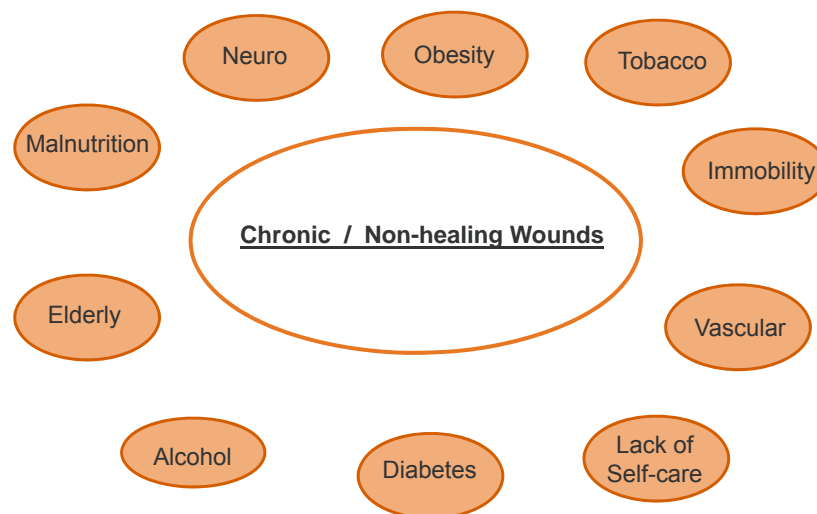 Neuro
Obesity
Tobacco
Malnutrition
Immobility
Chronic / Non-healing Wounds
Elderly
Vascular
Alcohol
Diabetes
Lack of
Self-care